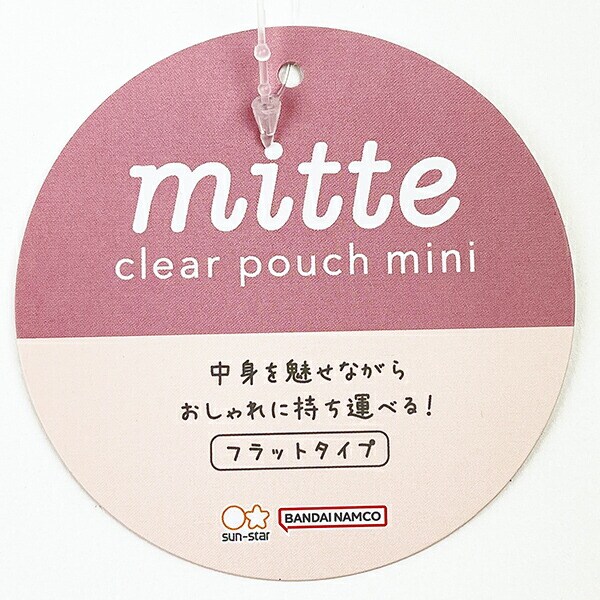 mitte
clear pouch mini
中身を魅せながら
おしゃれに持ち運べる!
フラットタイプ
sun-star
BANDAI NAMCO